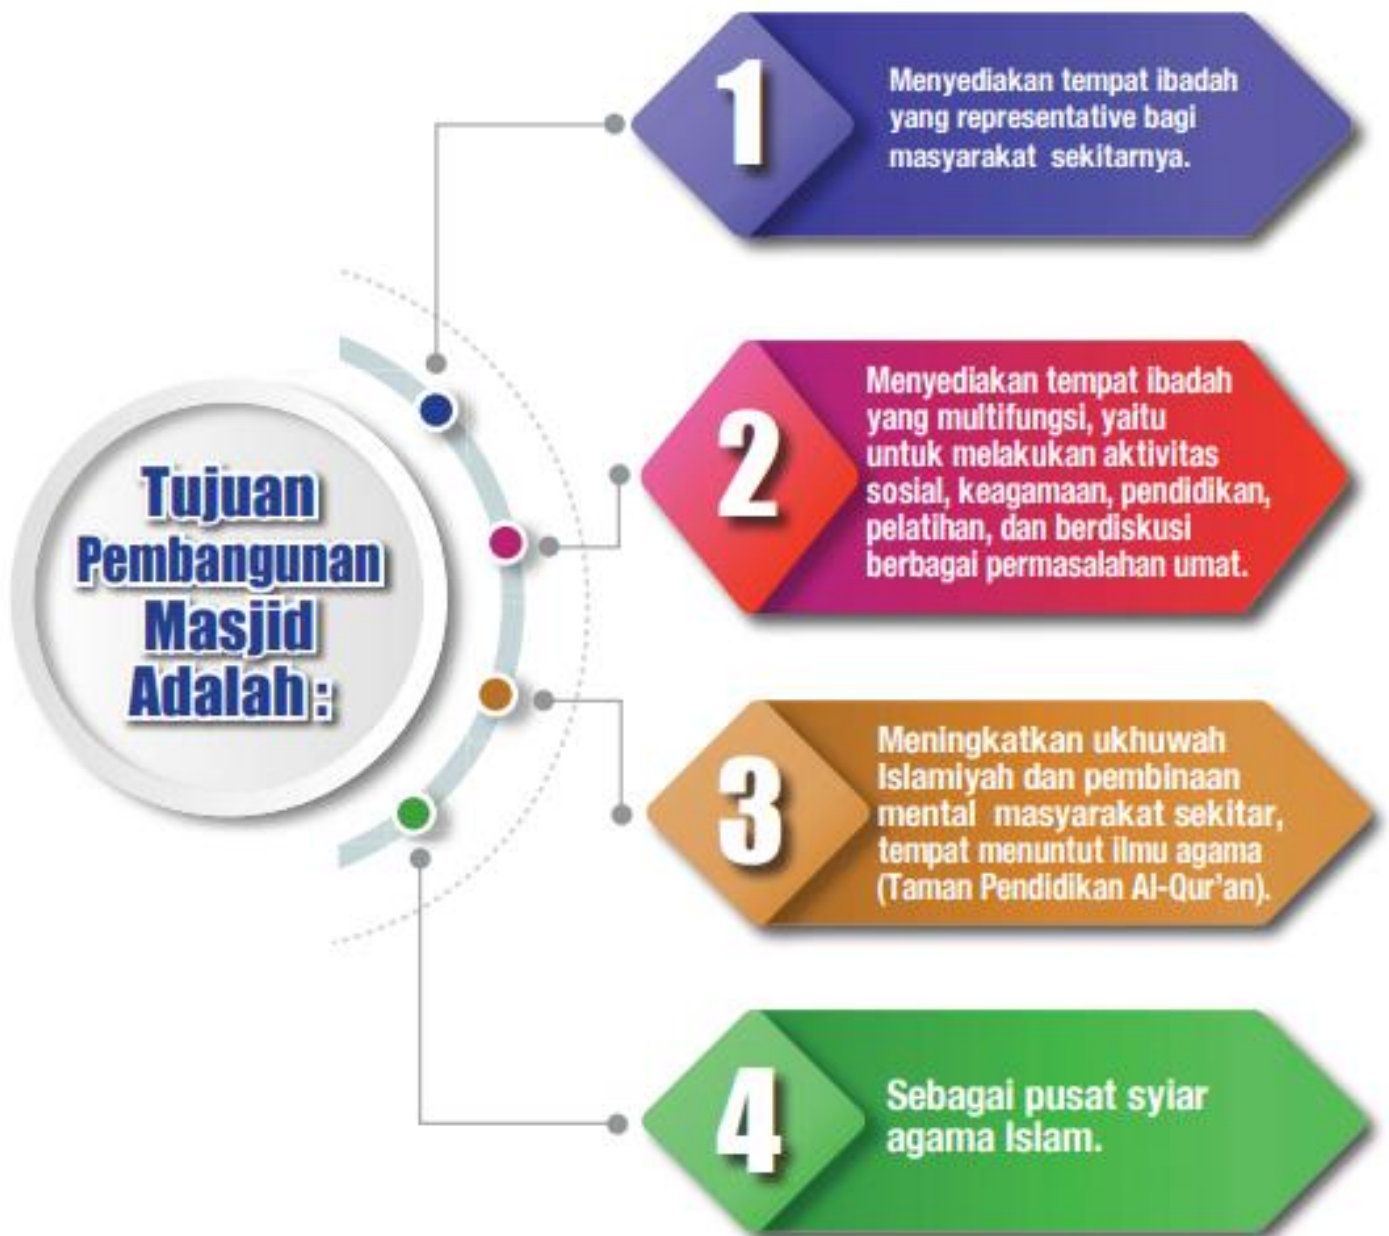 Tujuan
Pembangunan
Masjid
Adalah :
1
Menyediakan tempat ibadah
yang representative bagi
masyarakat sekitarnya.
2
Menyediakan tempat ibadah
yang multifungsi, yaitu
untuk melakukan aktivitas
sosial, keagamaan, pendidikan,
pelatihan, dan berdiskusi
berbagai permasalahan umat.
3
Meningkatkan ukhuwah
Islamiyah dan pembinaan
mental masyarakat sekitar,
tempat menuntut ilmu agama
(Taman Pendidikan Al-Qur'an).
4
Sebagai pusat syiar
agama Islam.